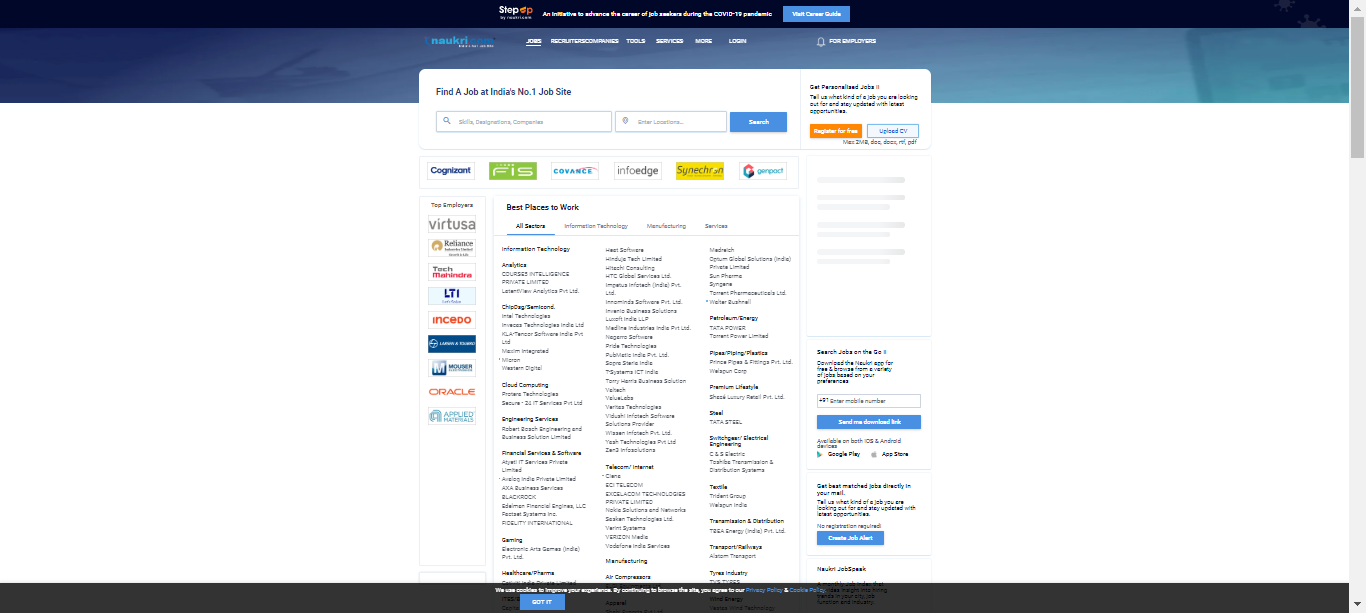 StepUp
by naukri.com
An initiative to advance the career of job seekers during the COVID-19 pandemic
Visit Career Guide
naukri.com
JOBS
RECRUITERS
COMPANIES
TOOLS
SERVICES
MORE
LOGIN
FOR EMPLOYERS
Find A Job at India's No.1 Job Site
Skills, Designations, Companies
Enter Locations...
Search
Get Personalised Jobs !!
Tell us what kind of a job you are looking
out for and stay updated with latest
opportunities.
Register for free
Upload CV
Max 2MB, doc, docx, rtf, pdf
Cognizant
FIS
COVANCE
infoedge
Synechron
genpact
Top Employers
virtusa
Reliance
Industries Limited
Growth is Life
Tech
Mahindra
LTI
Let's Solve
INCEDO
LARSEN & TOUBRO
MOUSER
ELECTRONICS
ORACLE
APPLIED
MATERIALS
Best Places to Work
All Sectors
Information Technology
Manufacturing
Services
Information Technology
Analytics
COURSE5 INTELLIGENCE
PRIVATE LIMITED
LatentView Analytics Pvt Ltd.
ChipDsg/Semicond.
Intel Technologies
Invecas Technologies India Ltd
KLA/Tencor Software India Pvt
Ltd
Maxim Integrated
Micron
Western Digital
Cloud Computing
Protera Technologies
Secure - 24 IT Services Pvt Ltd
Engineering Services
Robert Bosch Engineering and
Business Solution Limited
Financial Services & Software
Atyeti IT Services Private
Limited
Avalog India Private Limited
AXA Business Services
BLACKROCK
Edelman Financial Engines, LLC
Factset Systems Inc.
FIDELITY INTERNATIONAL
Gaming
Electronic Arts Games (India)
Pvt. Ltd.
Healthcare/Pharma
Heat Software
Hinduja Tech Limited
Hitachi Consulting
HTC Global Services Ltd.
Impetus Infotech (India) Pvt.
Ltd.
Innominds Software Pvt. Ltd.
Invenio Business Solutions
Luxoft India LLP
Medline Industries India Pvt Ltd.
Nagarro Software
Pride Technologies
PubMatic India Pvt. Ltd.
Sopra Steria India
T-Systems ICT India
Torry Harris Business Solution
Valtech
ValueLabs
Veritas Technologies
Vidushi Infotech Software
Solutions Provider
Wissen Infotech Pvt. Ltd.
Yash Technologies Pvt Ltd
Zen3 Infosolutions
Telecom/ Internet
Ciena
ECI TELECOM
EXCELACOM TECHNOLOGIES
PRIVATE LIMITED
Nokia Solutions and Networks
Sasken Technologies Ltd.
Verint Systems
VERIZON Media
Vodafone India Services
Manufacturing
Air Compressors
Apparel
Medreich
Optum Global Solutions (India)
Private Limited
Sun Pharma
Syngene
Torrent Pharmaceuticals Ltd.
Walter Bushnell
Petroleum/Energy
TATA POWER
Torrent Power Limited
Pipes/Piping/Plastics
Prince Pipes & Fittings Pvt. Ltd.
Welspun Corp
Premium Lifestyle
Shasé Luxury Retail Pvt. Ltd.
Steel
TATA STEEL
Switchgear/ Electrical
Engineering
C & S Electric
Toshiba Transmission &
Distribution Systems
Textile
Trident Group
Welspun India
Transmission & Distribution
TBEA Energy (India) Pvt. Ltd.
Transport/Railways
Alstom Transport
Tyres Industry
TVS TYRES
Wind Energy
Search Jobs on the Go !!
Download the Naukri app for
free & browse from a variety
of jobs based on your
preferences
+91 Enter mobile number
Send me download link
Available on both iOS & Android
devices
Google Play
App Store
Get best matched jobs directly in
your mail.
Tell us what kind of a job you are
looking out for and stay updated with
latest opportunities.
No registration required!
Create Job Alert
Naukri JobSpeak
We use cookies to improve your experience. By continuing to browse the site, you agree to our Privacy Policy & Cookie Policy
GOT IT